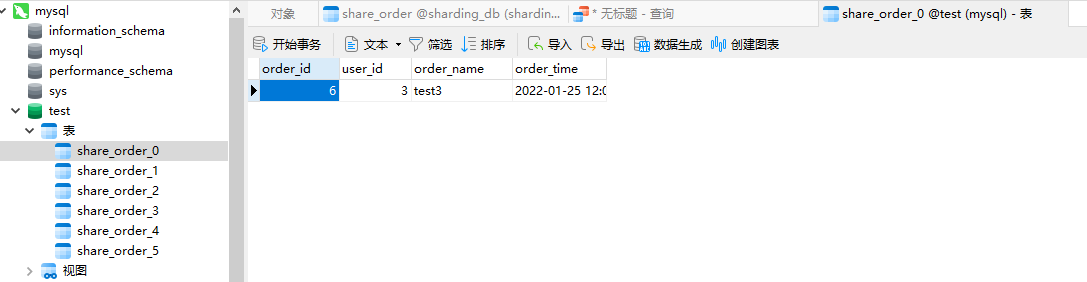 mysql
information_schema
mysql
performance_schema
sys
test
表
share_order_0
share_order_1
share_order_2
share_order_3
share_order_4
share_order_5
视图
对象 share_order @sharding_db (shardin... * 无标题 - 查询 share_order_0 @test (mysql) - 表
开始事务 文本 筛选 排序 导入 导出 数据生成 创建图表
order_id user_id order_name order_time
6 3 test3 2022-01-25 12:0